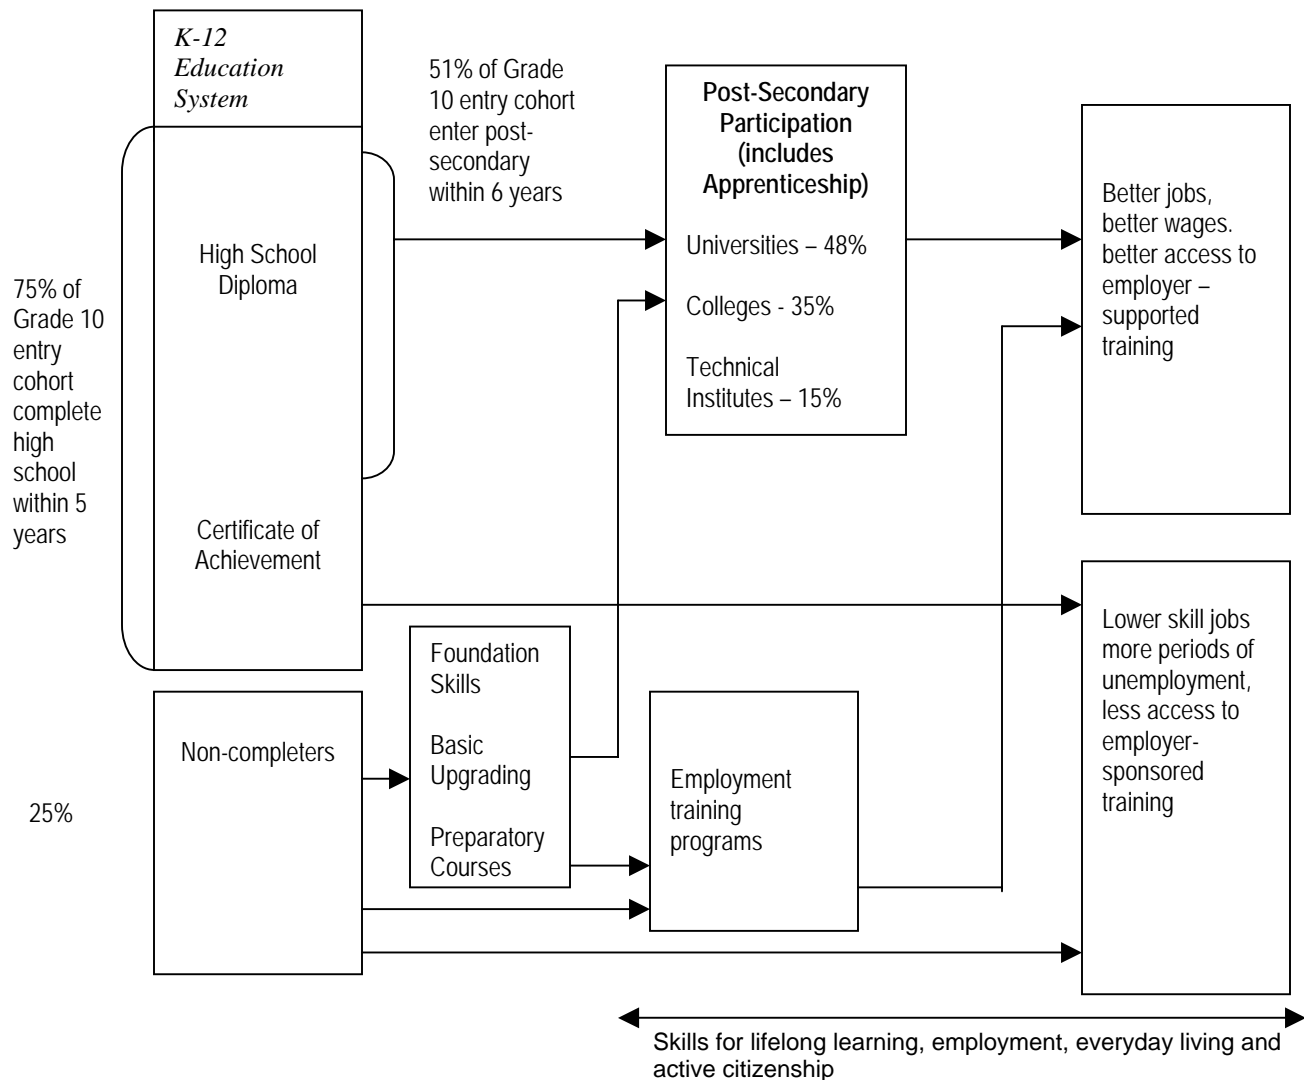 K-12
Education
System
51% of Grade
10 entry cohort
enter post-
secondary
within 6 years
Post-Secondary
Participation
(includes
Apprenticeship)
Universities – 48%
Colleges - 35%
Technical
Institutes – 15%
Better jobs,
better wages.
better access to
employer –
supported
training
75% of
Grade 10
entry
cohort
complete
high
school
within 5
years
High School
Diploma
Certificate of
Achievement
Lower skill jobs
more periods of
unemployment,
less access to
employer-
sponsored
training
25%
Non-completers
Foundation
Skills
Basic
Upgrading
Preparatory
Courses
Employment
training
programs
Skills for lifelong learning, employment, everyday living and
active citizenship